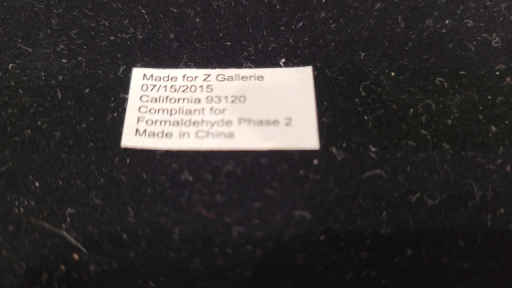 Made for Z Gallerie
07/15/2015
California 93120
Compliant for
Formaldehyde Phase 2
Made in China